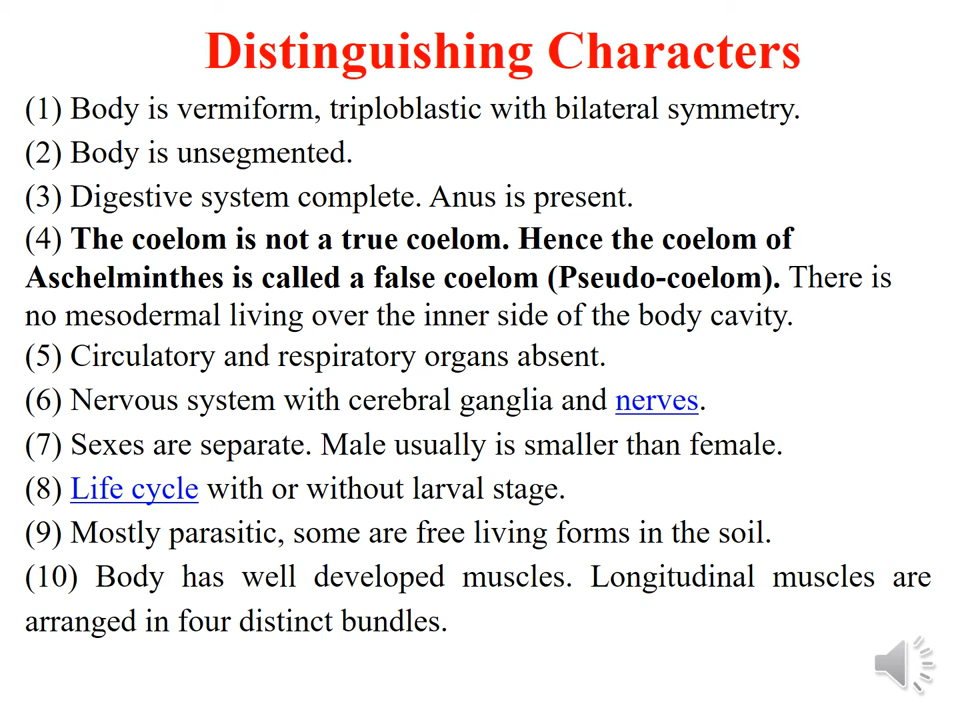 Distinguishing Characters
(1) Body is vermiform, triploblastic with bilateral symmetry.
(2) Body is unsegmented.
(3) Digestive system complete. Anus is present.
(4) The coelom is not a true coelom. Hence the coelom of
Aschelminthes is called a false coelom (Pseudo-coelom). There is
no mesodermal living over the inner side of the body cavity.
(5) Circulatory and respiratory organs absent.
(6) Nervous system with cerebral ganglia and nerves.
(7) Sexes are separate. Male usually is smaller than female.
(8) Life cycle with or without larval stage.
(9) Mostly parasitic, some are free living forms in the soil.
(10) Body has well developed muscles. Longitudinal muscles are
arranged in four distinct bundles.